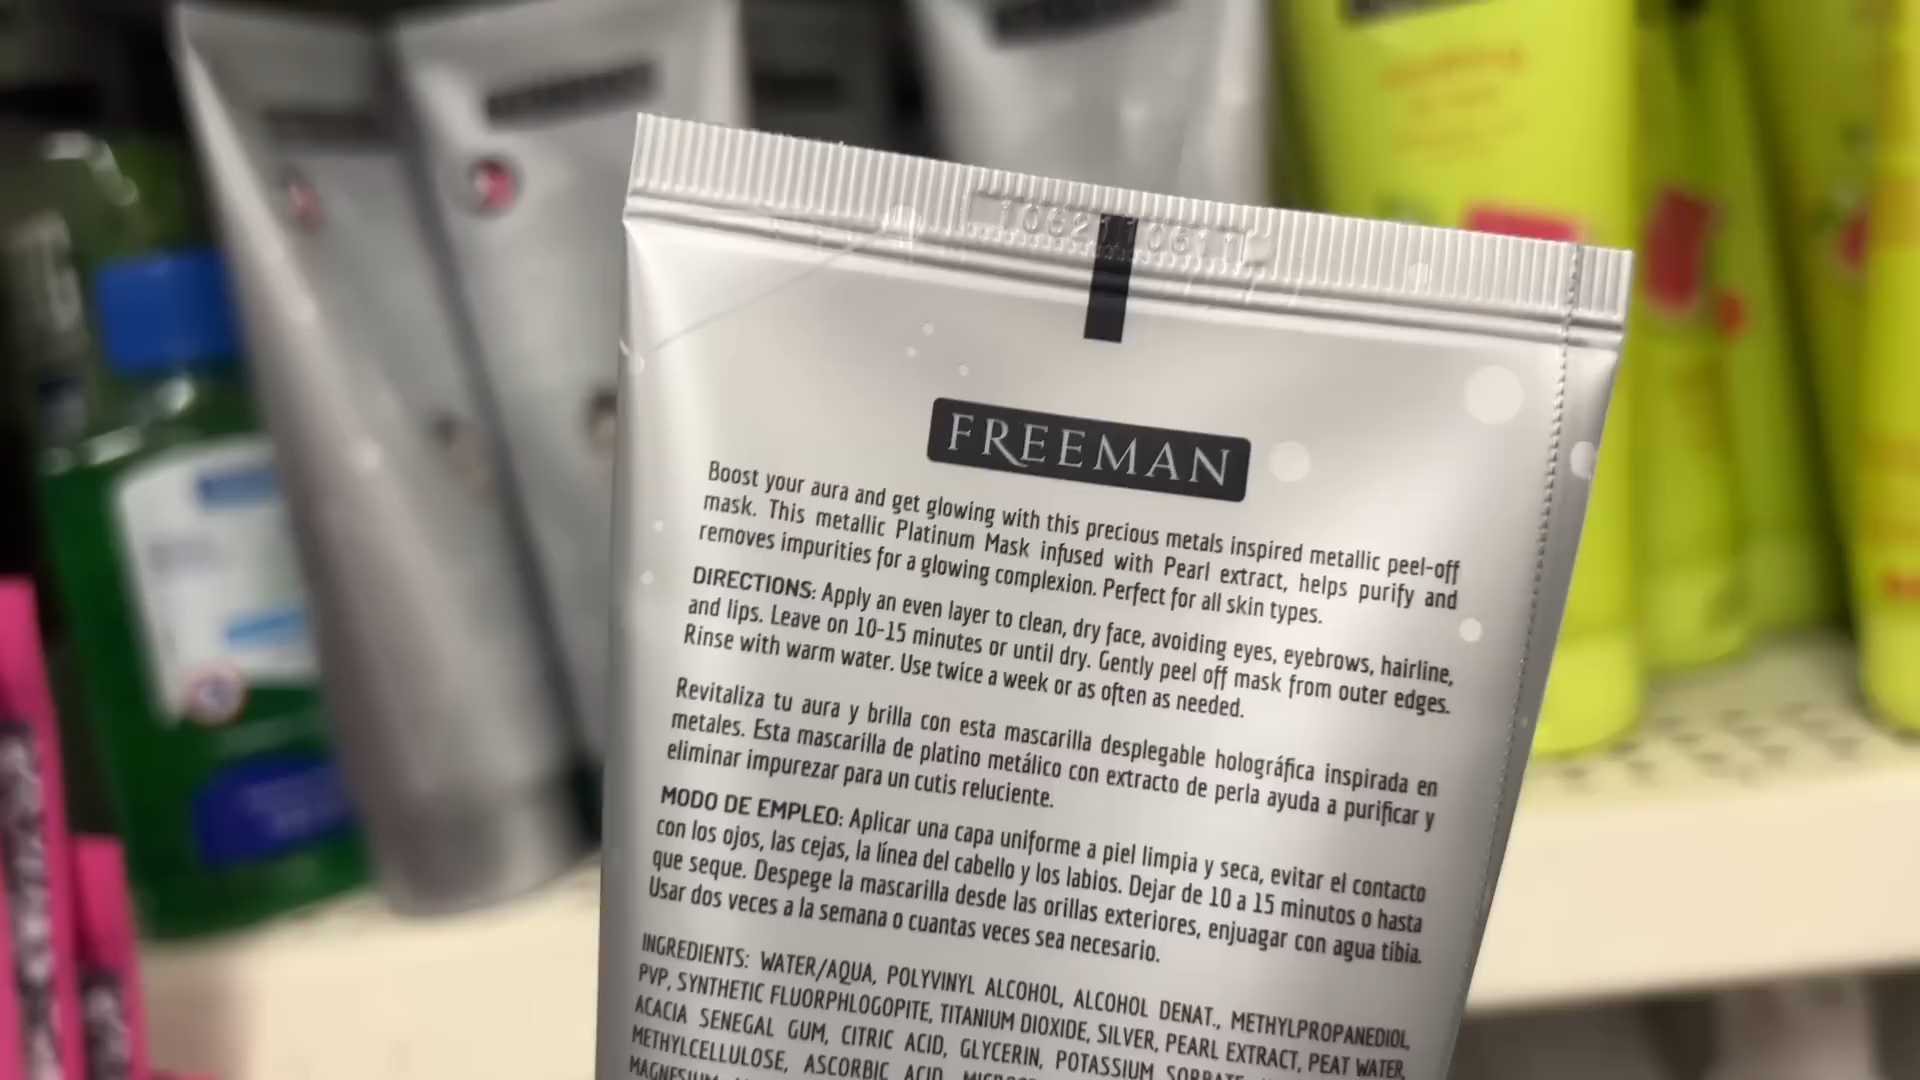 FREEMAN
Boost your aura and get glowing with this precious metals inspired metallic peel-off
mask. This metallic Platinum Mask infused with Pearl extract, helps purify and
removes impurities for a glowing complexion. Perfect for all skin types.
DIRECTIONS: Apply an even layer to clean, dry face, avoiding eyes, eyebrows, hairline,
and lips. Leave on 10-15 minutes or until dry. Gently peel off mask from outer edges.
Rinse with warm water. Use twice a week or as often as needed.
Revitaliza tu aura y brilla con esta mascarilla desplegable holográfica inspirada en
metales. Esta mascarilla de platino metálico con extracto de perla ayuda a purificar y
eliminar impurezar para un cutis reluciente.
MODO DE EMPLEO: Aplicar una capa uniforme a piel limpia y seca, evitar el contacto
con los ojos, las cejas, la línea del cabello y los labios. Dejar de 10 a 15 minutos o hasta
que seque. Despege la mascarilla desde las orillas exteriores, enjuagar con agua tibia.
Usar dos veces a la semana o cuantas veces sea necesario.
INGREDIENTS: WATER/AQUA, POLYVINYL ALCOHOL, ALCOHOL DENAT., METHYLPROPANEDIOL,
PVP, SYNTHETIC FLUORPHLOGOPITE, TITANIUM DIOXIDE, SILVER, PEARL EXTRACT, PEAT WATER,
ACACIA SENEGAL GUM, CITRIC ACID, GLYCERIN, POTASSIUM SORBATE,
METHYLCELLULOSE, ASCORBIC ACID,
MAGNESIUM